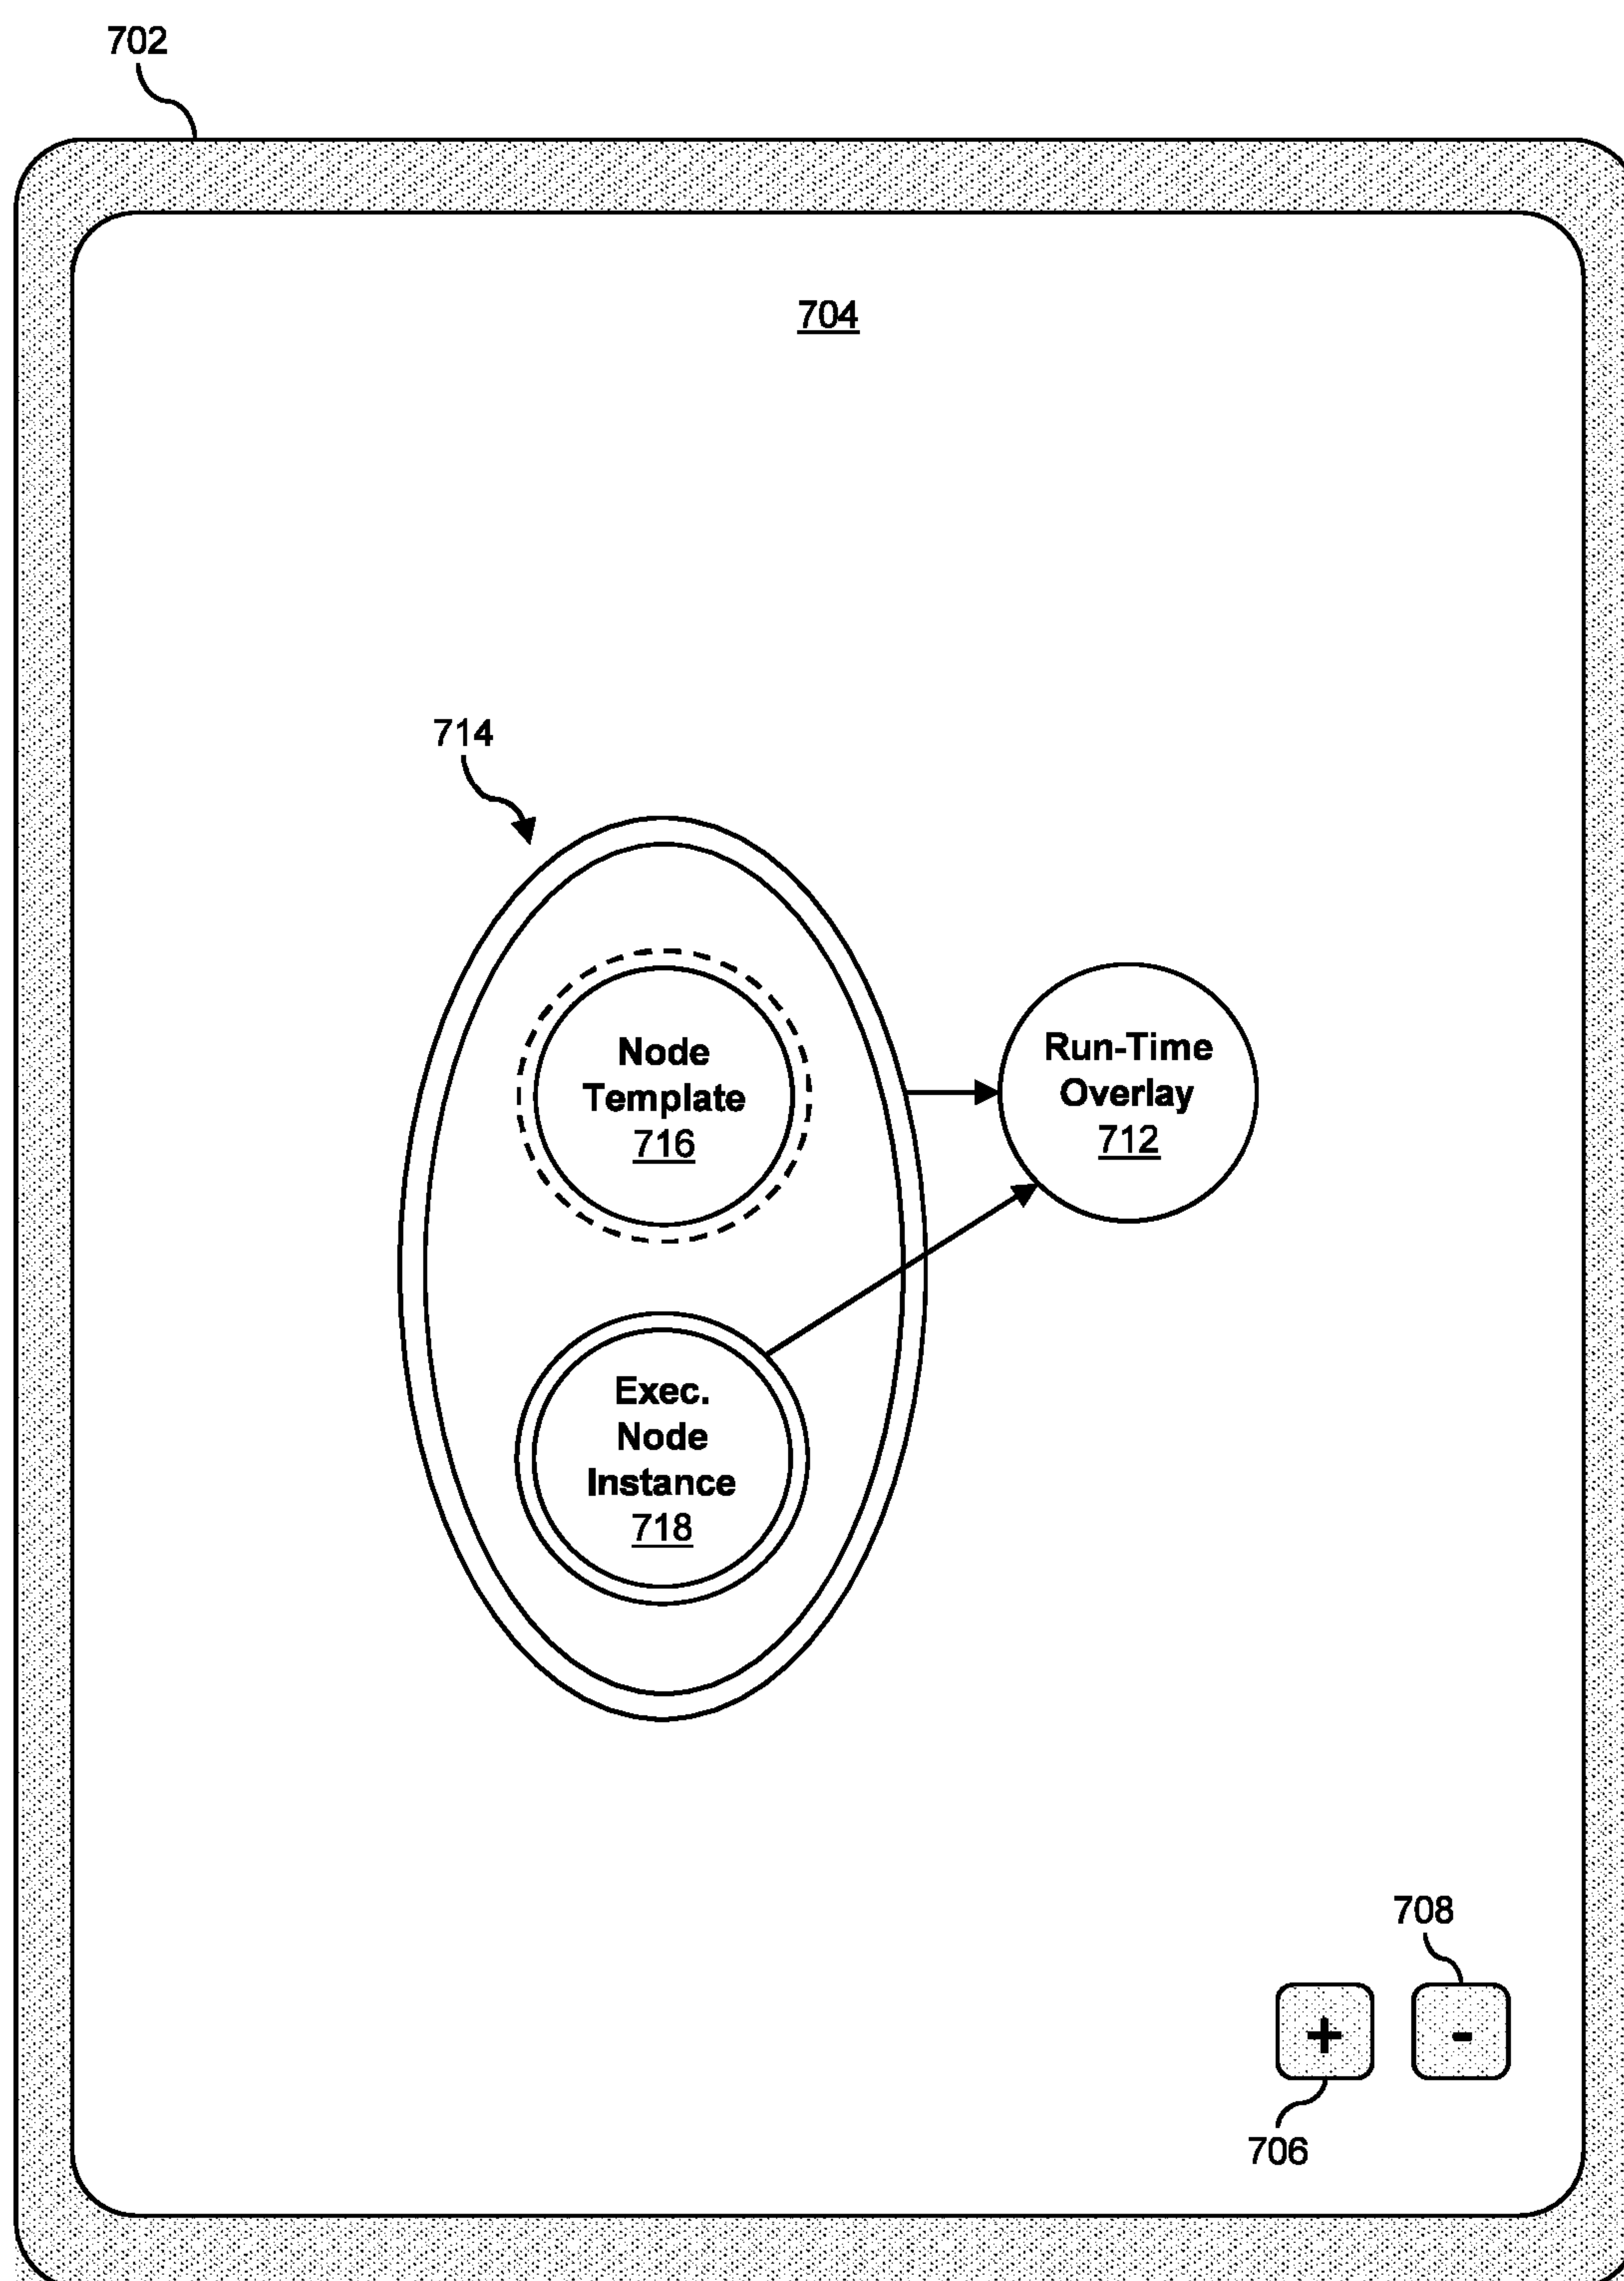 702
704
714
Node
Template
716
Run-Time
Overlay
712
Exec.
Node
Instance
718
708
+
-
706